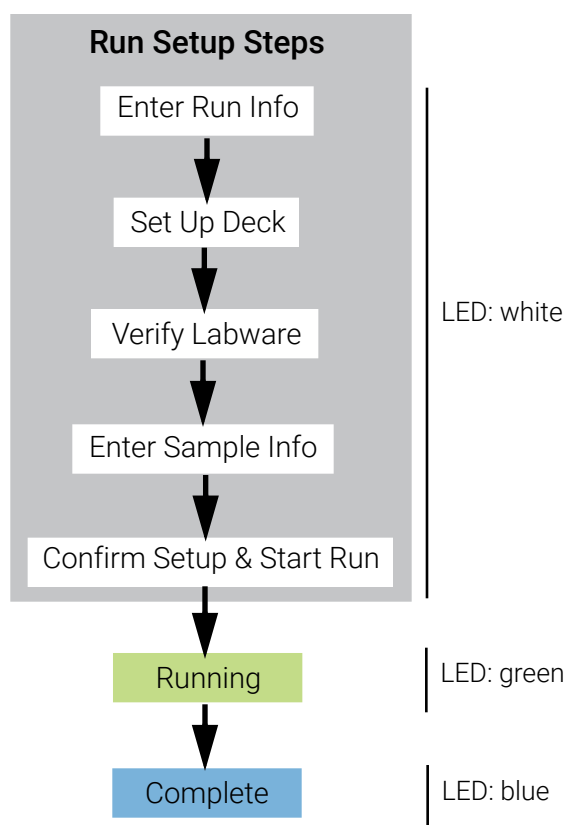 Run Setup Steps
Enter Run Info
Set Up Deck
Verify Labware
LED: white
Enter Sample Info
Confirm Setup & Start Run
Running
LED: green
Complete
LED: blue